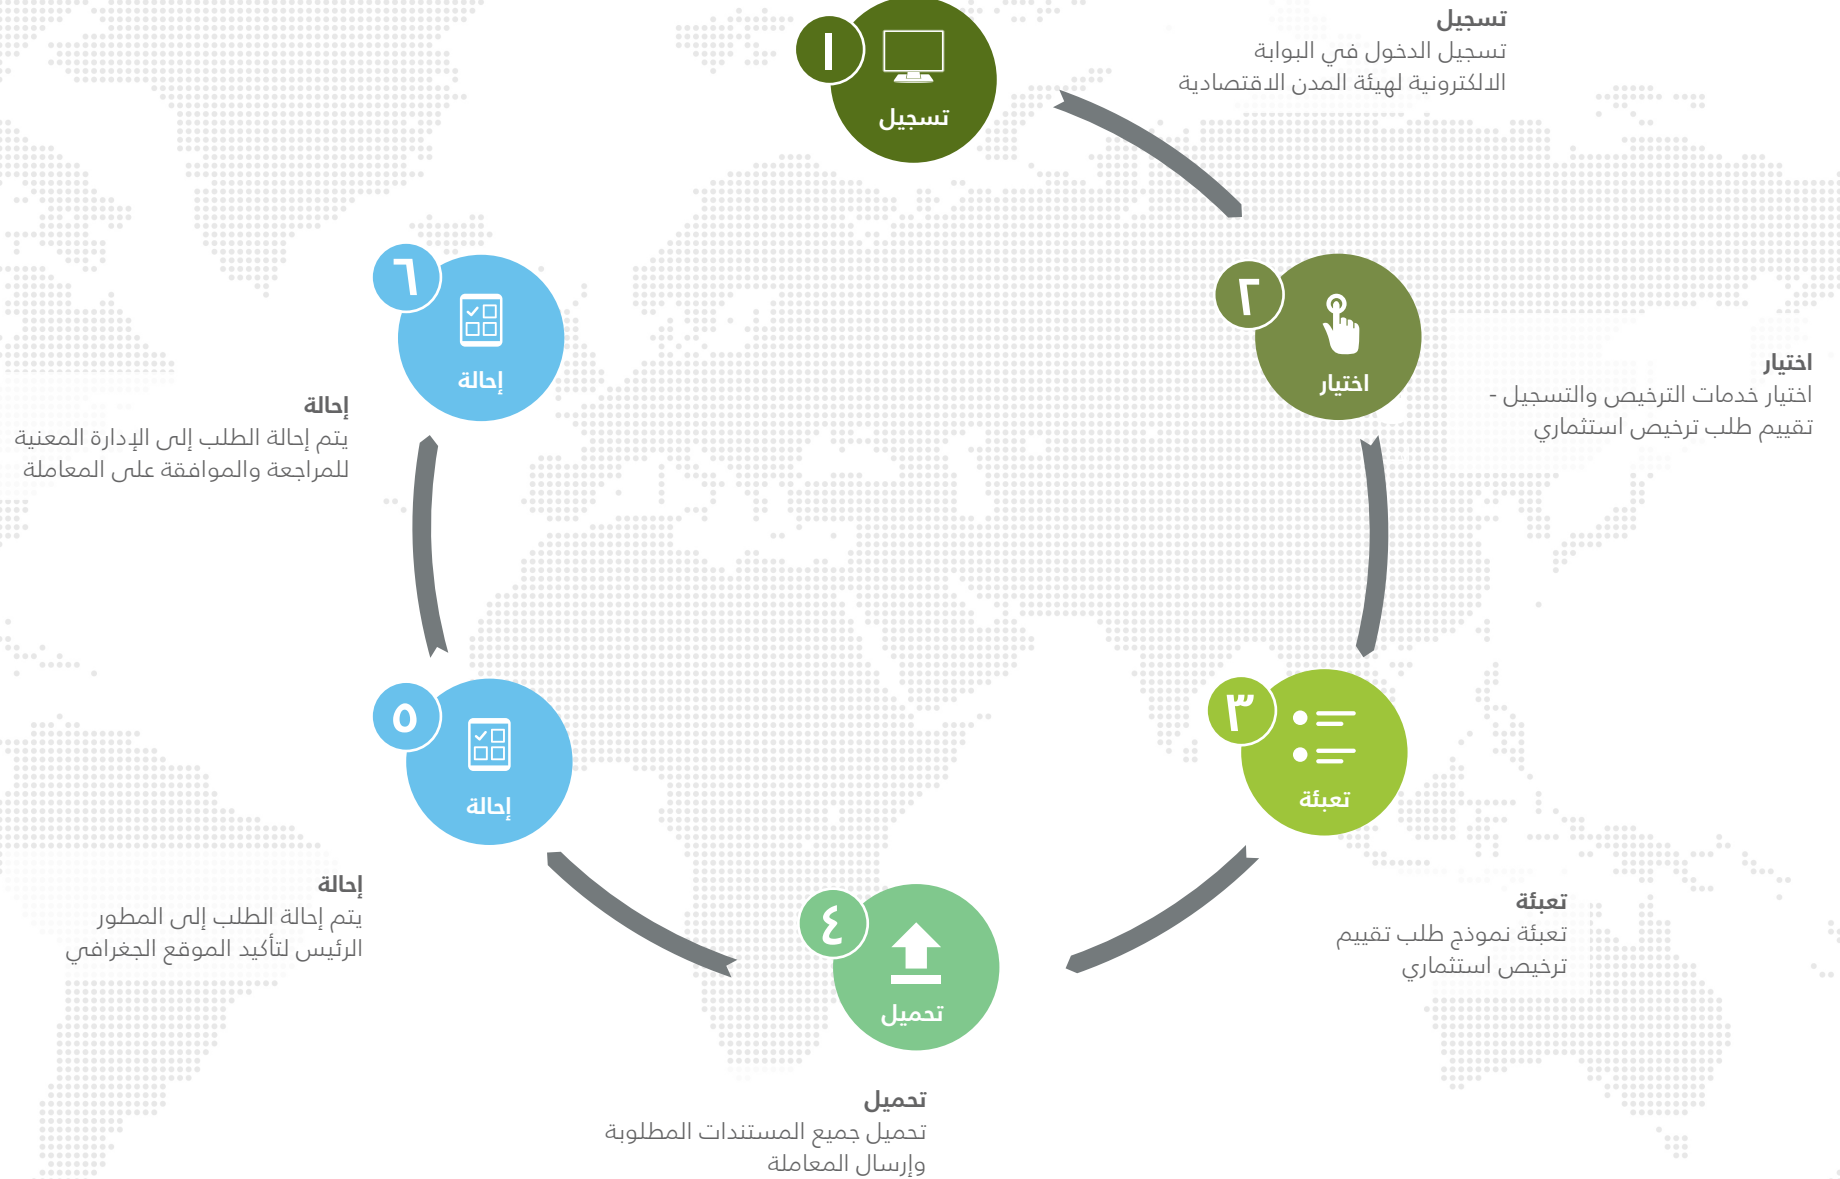 ١
تسجيل
تسجيل
تسجيل الدخول في البوابة
الالكترونية لهيئة المدن الاقتصادية
٢
اختيار
اختيار
اختيار خدمات الترخيص والتسجيل -
تقييم طلب ترخيص استثماري
٣
تعبئة
تعبئة
تعبئة نموذج طلب تقييم
ترخيص استثماري
٤
تحميل
تحميل
تحميل جميع المستندات المطلوبة
وإرسال المعاملة
٥
إحالة
إحالة
يتم إحالة الطلب إلى المطور
الرئيس لتأكيد الموقع الجغرافي
٦
إحالة
إحالة
يتم إحالة الطلب إلى الإدارة المعنية
للمراجعة والموافقة على المعاملة